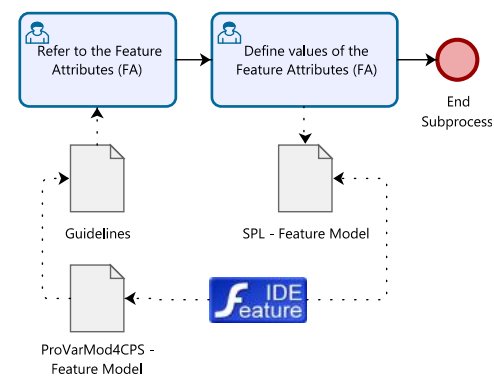 Refer to the Feature
Attributes (FA)
Define values of the
Feature Attributes (FA)
End
Subprocess
Guidelines
SPL - Feature Model
IDE
Feature
ProVarMod4CPS -
Feature Model